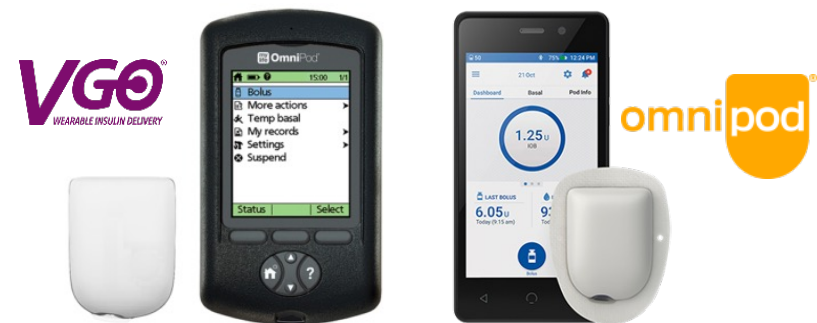 VGO®
WEARABLE INSULIN DELIVERY
OmniPod®
15:00 1/1
Bolus
More actions
Temp basal
My records
Settings
Suspend
Status Select
?
50 75% 12:24 PM
21 Oct
Dashboard Basal Pod Info
1.25 U
IOB
LAST BOLUS
6.05 U
Today (9:15 am)
Bolus
omnipod®